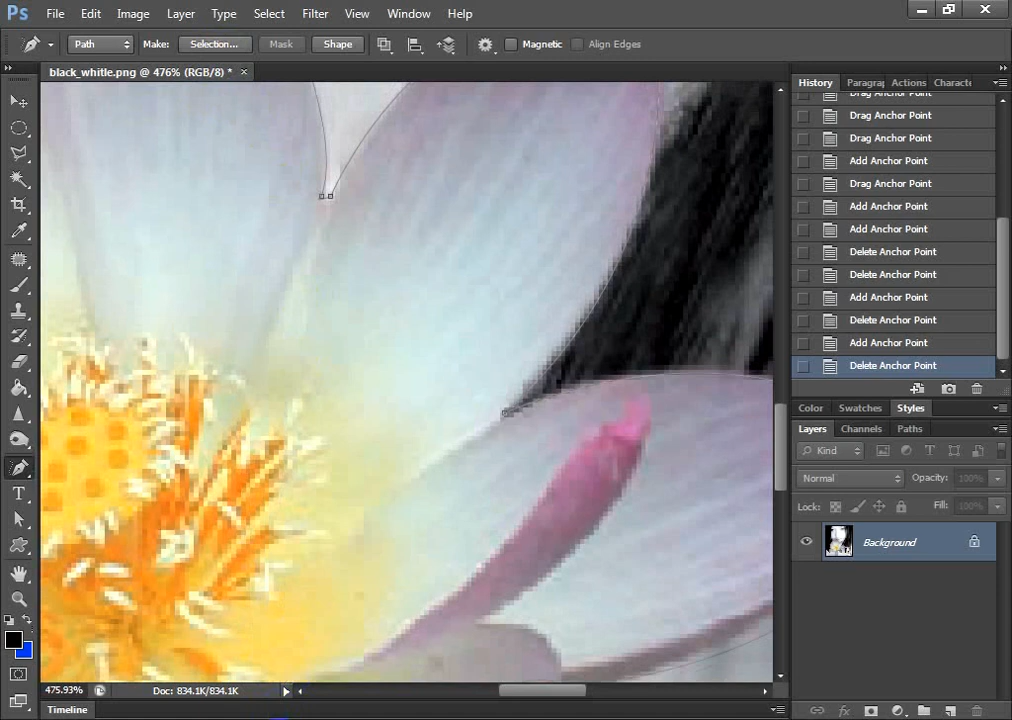 Ps File Edit Image Layer Type Select Filter View Window Help
Path Make: Selection... Mask Shape Magnetic Align Edges
black_whitle.png @ 476% (RGB/8) * ×
History Paragra Actions Characte
Drag Anchor Point
Drag Anchor Point
Drag Anchor Point
Add Anchor Point
Drag Anchor Point
Add Anchor Point
Add Anchor Point
Delete Anchor Point
Delete Anchor Point
Add Anchor Point
Delete Anchor Point
Add Anchor Point
Delete Anchor Point
Color Swatches Styles
Layers Channels Paths
Kind
Normal Opacity: 100%
Lock: Fill: 100%
Background
475.93% Doc: 834.1K/834.1K
Timeline